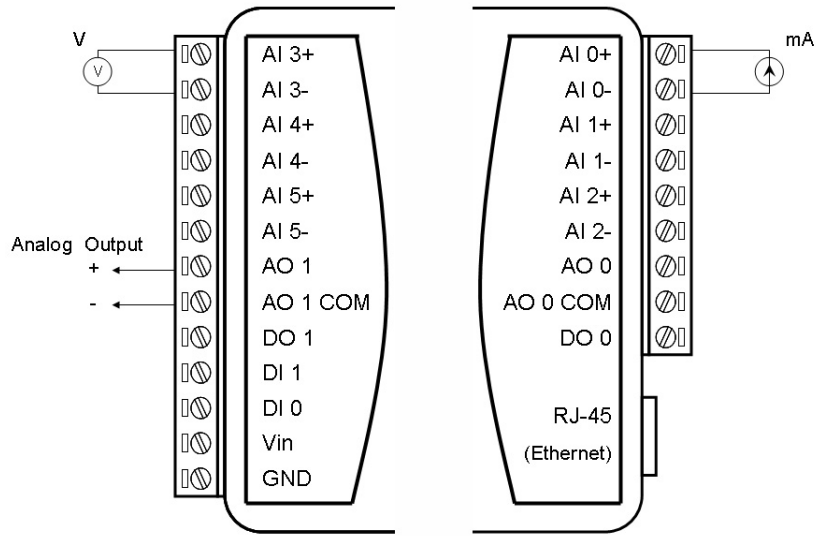 V
V
AI 3+
AI 3-
AI 4+
AI 4-
AI 5+
AI 5-
Analog Output
+
-
AO 1
AO 1 COM
DO 1
DI 1
DI 0
Vin
GND
mA
AI 0+
AI 0-
AI 1+
AI 1-
AI 2+
AI 2-
AO 0
AO 0 COM
DO 0
RJ-45
(Ethernet)